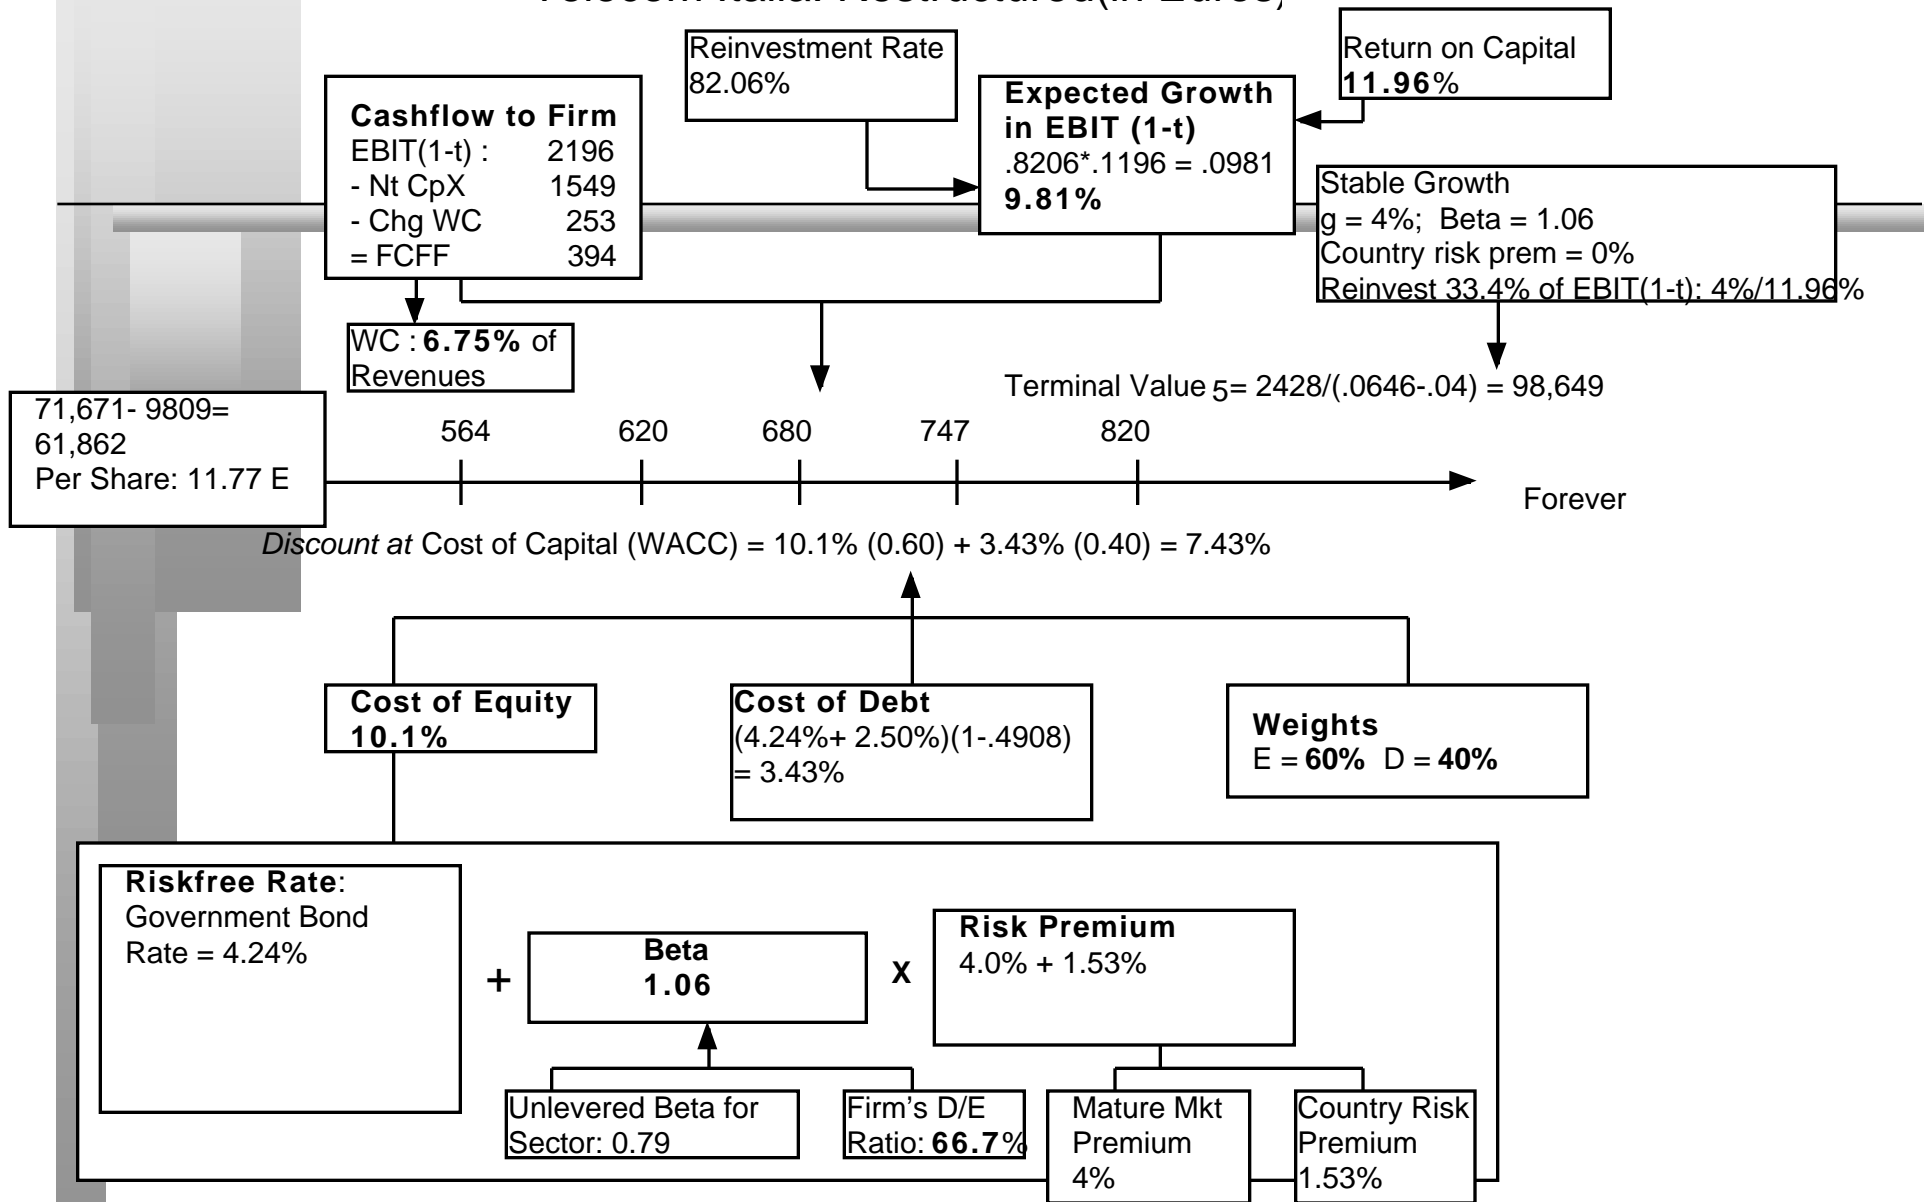 Telecom Italia: Restructured(in Euros)
Reinvestment Rate
82.06%
Return on Capital
11.96%
Cashflow to Firm
EBIT(1-t) : 2196
- Nt CpX 1549
- Chg WC 253
= FCFF 394
Expected Growth
in EBIT (1-t)
.8206*.1196 = .0981
9.81%
Stable Growth
g = 4%; Beta = 1.06
Country risk prem = 0%
Reinvest 33.4% of EBIT(1-t): 4%/11.96%
WC : 6.75% of
Revenues
Terminal Value 5= 2428/(.0646-.04) = 98,649
71,671- 9809=
61,862
Per Share: 11.77 E
564 620 680 747 820
Forever
Discount at Cost of Capital (WACC) = 10.1% (0.60) + 3.43% (0.40) = 7.43%
Cost of Equity
10.1%
Cost of Debt
(4.24%+ 2.50%)(1-.4908)
= 3.43%
Weights
E = 60% D = 40%
Riskfree Rate:
Government Bond
Rate = 4.24%
+
Beta
1.06
X
Risk Premium
4.0% + 1.53%
Unlevered Beta for
Sector: 0.79
Firm's D/E
Ratio: 66.7%
Mature Mkt
Premium
4%
Country Risk
Premium
1.53%